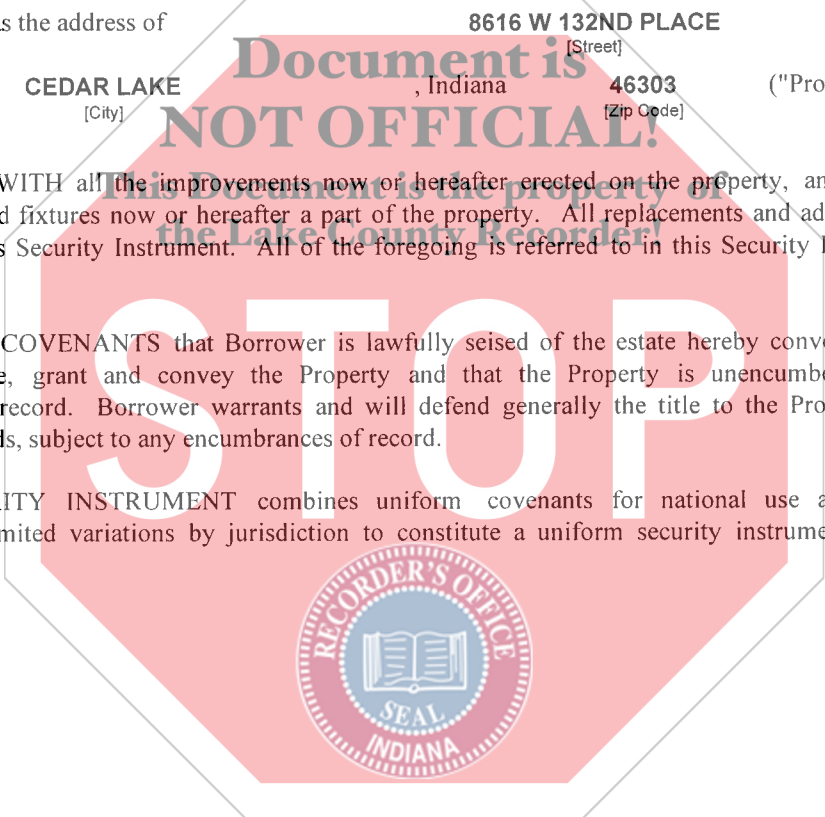 s the address of 8616 W 132ND PLACE
[Street]
CEDAR LAKE , Indiana 46303 ("Pro
[City] [Zip Code]
Document is
NOT OFFICIAL!
This Document is the property of
the Lake County Recorder!
WITH all the improvements now or hereafter erected on the property, an
d fixtures now or hereafter a part of the property. All replacements and ad
s Security Instrument. All of the foregoing is referred to in this Security I
COVENANTS that Borrower is lawfully seised of the estate hereby conv
e, grant and convey the Property and that the Property is unencumb
record. Borrower warrants and will defend generally the title to the Pro
ds, subject to any encumbrances of record.
RITY INSTRUMENT combines uniform covenants for national use a
mited variations by jurisdiction to constitute a uniform security instrume
STOP
RECORDER'S OFFICE
SEAL
INDIANA